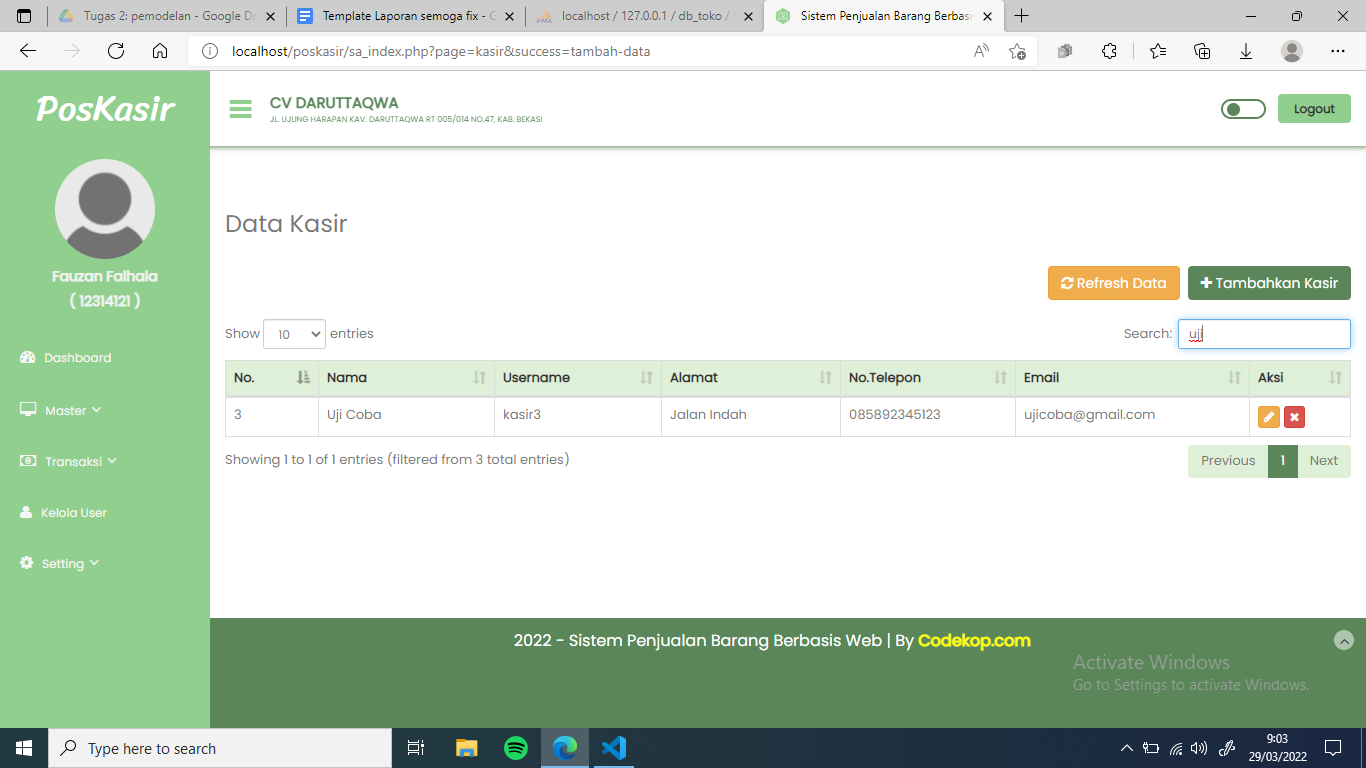 Tugas 2: pemodelan - Google Dr
Template Laporan semoga fix - G
localhost / 127.0.0.1 / db_toko /
Sistem Penjualan Barang Berbasis
localhost/poskasir/sa_index.php?page=kasir&success=tambah-data
PosKasir
CV DARUTTAQWA
JL. UJUNG HARAPAN KAV. DARUTTAQWA RT 005/014 NO.47, KAB. BEKASI
Logout
Fauzan Falhala
( 12314121 )
Dashboard
Master
Transaksi
Kelola User
Setting
Data Kasir
Refresh Data
Tambahkan Kasir
Show 10 entries
Search: uji
No. Nama Username Alamat No.Telepon Email Aksi
3 Uji Coba kasir3 Jalan Indah 085892345123 ujicoba@gmail.com
Showing 1 to 1 of 1 entries (filtered from 3 total entries)
Previous 1 Next
2022 - Sistem Penjualan Barang Berbasis Web | By Codekop.com
Activate Windows
Go to Settings to activate Windows.
Type here to search
9:03
29/03/2022